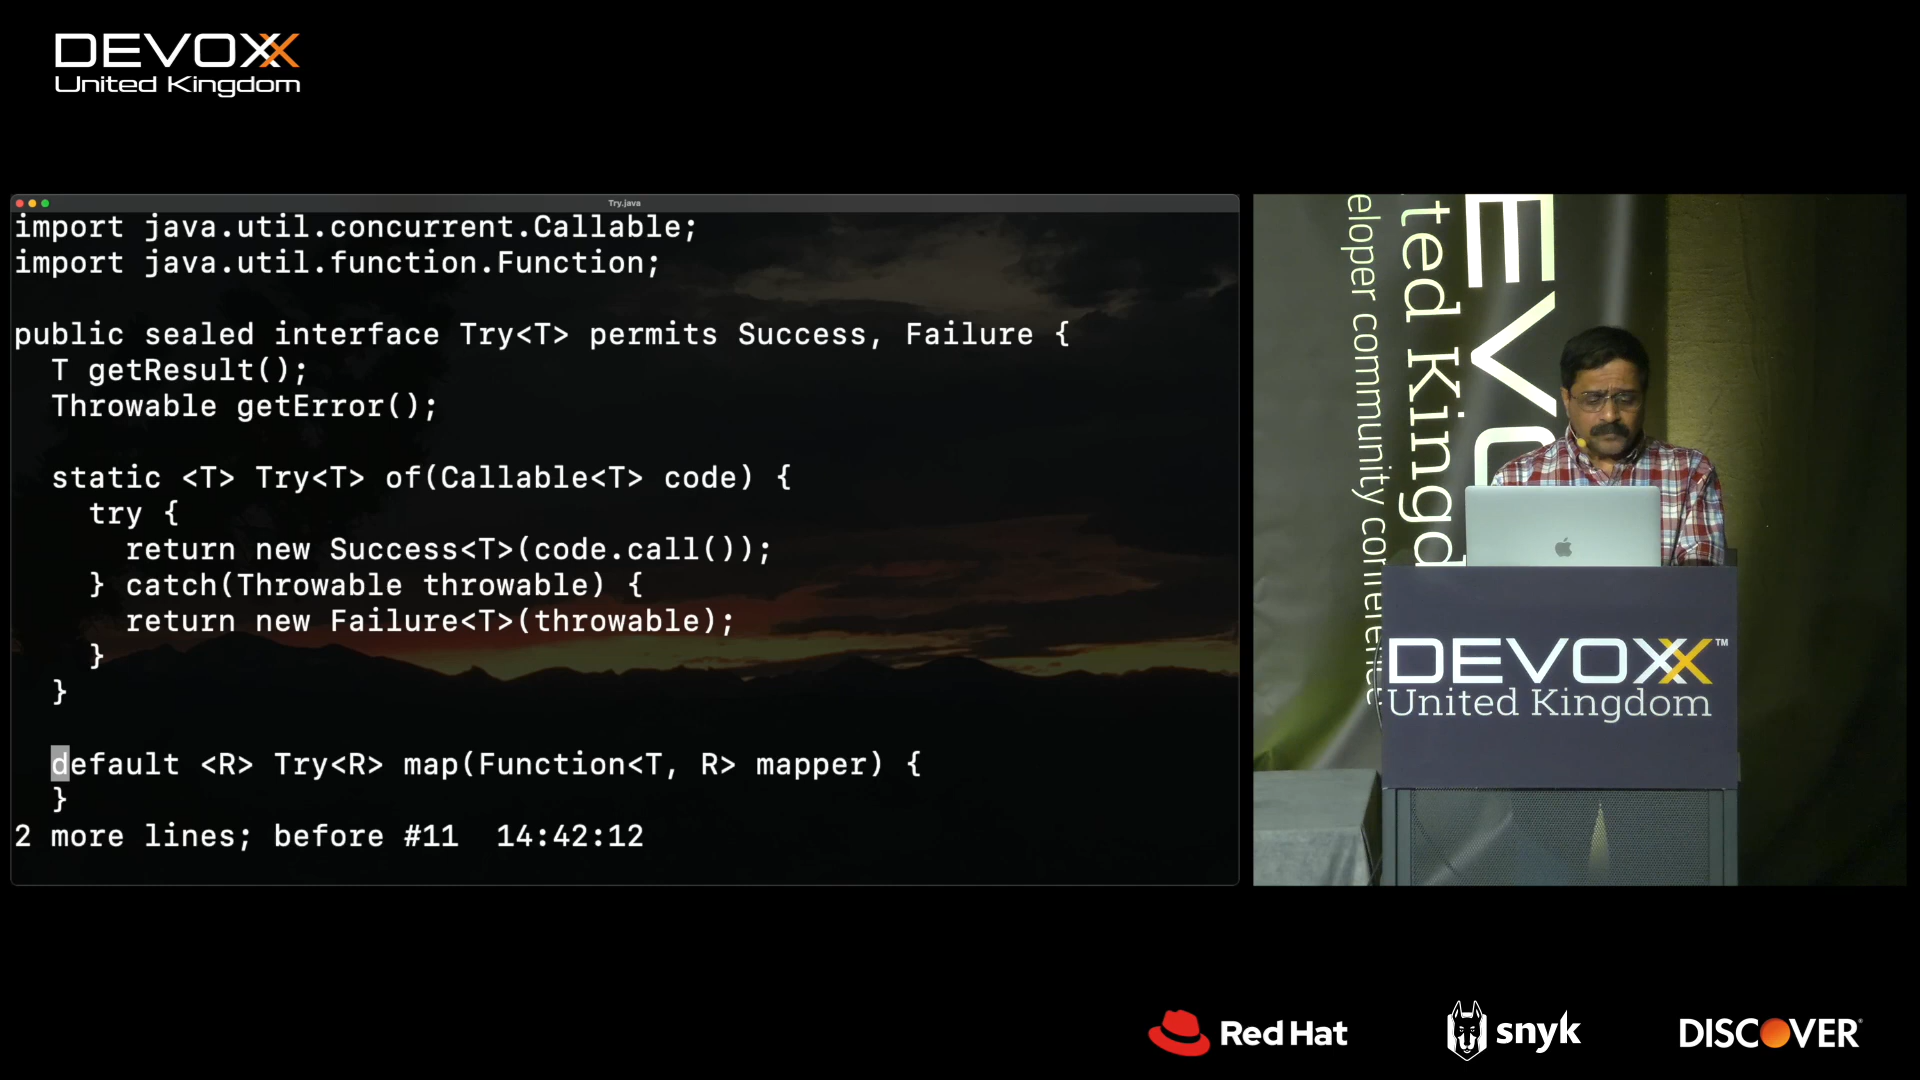 DEVOXX
United Kingdom
Try.java
import java.util.concurrent.Callable;
import java.util.function.Function;
public sealed interface Try<T> permits Success, Failure {
  T getResult();
  Throwable getError();
  static <T> Try<T> of(Callable<T> code) {
    try {
      return new Success<T>(code.call());
    } catch(Throwable throwable) {
      return new Failure<T>(throwable);
    }
  }
  default <R> Try<R> map(Function<T, R> mapper) {
  }
2 more lines; before #11  14:42:12
eloper community conference
ted Kingd
EVO
DEVOXX™
United Kingdom
Red Hat
snyk
DISCOVER